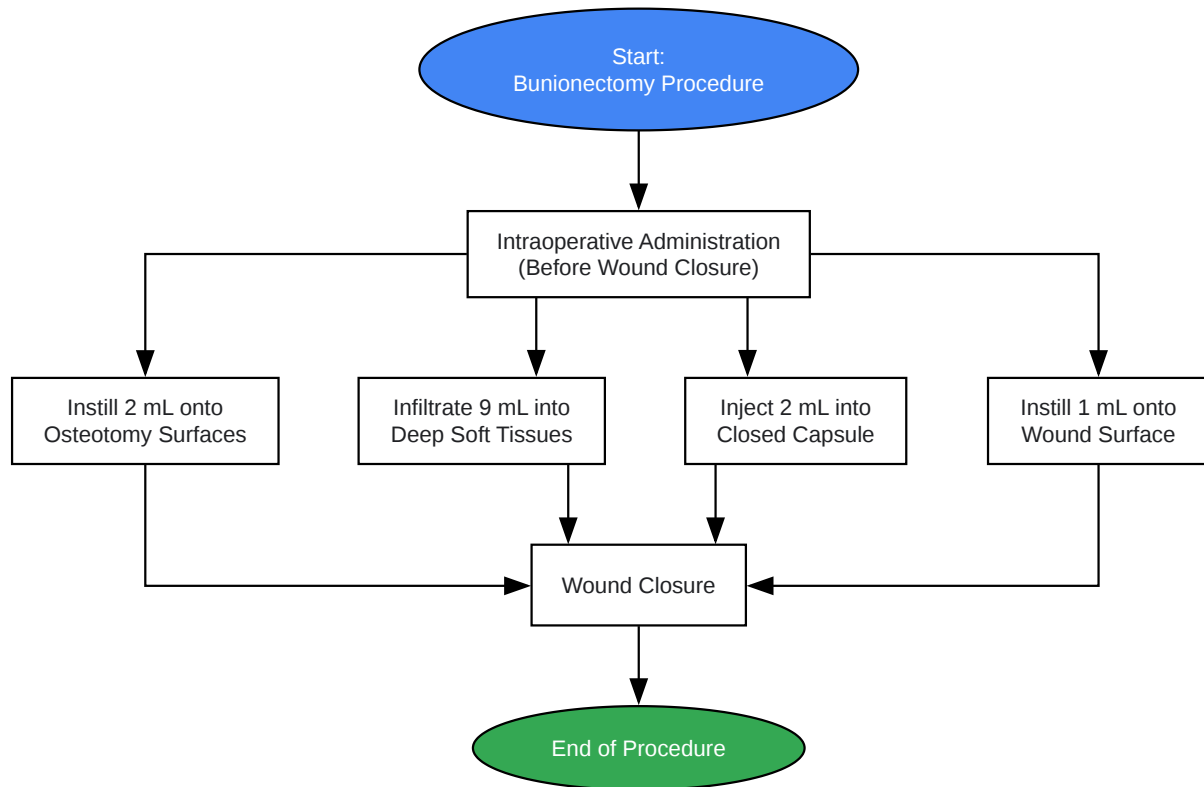 Start:
Bunionectomy Procedure
Intraoperative Administration
(Before Wound Closure)
Instill 2 mL onto
Osteotomy Surfaces
Infiltrate 9 mL into
Deep Soft Tissues
Inject 2 mL into
Closed Capsule
Instill 1 mL onto
Wound Surface
Wound Closure
End of Procedure